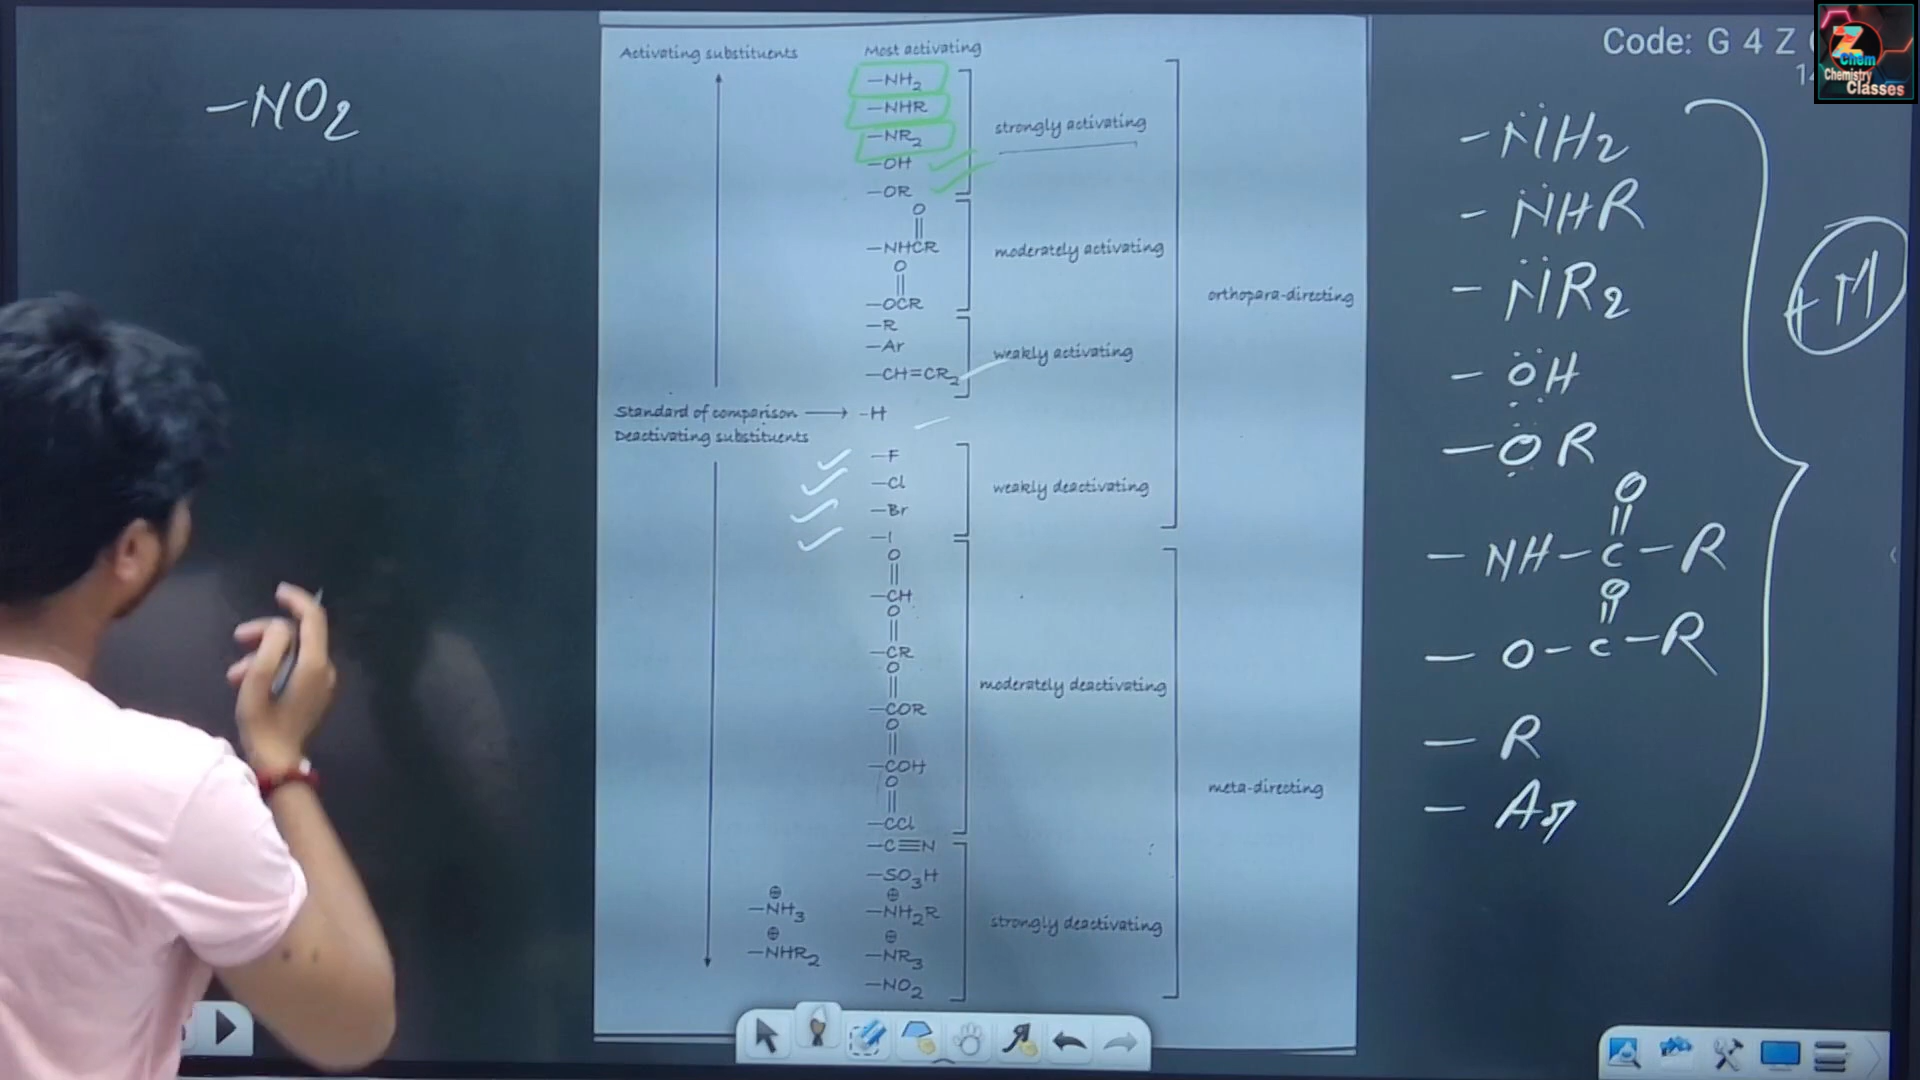 Code: G 4 Z
Z
Chem
Chemistry
Classes
-NO2
Activating substituents
Most activating
-NH2
-NHR
-NR2
-OH
-OR
strongly activating
O
-NHCR
O
-OCR
moderately activating
-R
-Ar
-CH=CR2
weakly activating
orthopara-directing
Standard of comparison → -H
Deactivating substituents
-F
-Cl
-Br
-I
weakly deactivating
O
-CH
O
-CR
O
-COR
O
-COH
O
-CCl
moderately deactivating
-C≡N
-SO3H
⊕
-NH3
⊕
-NH2R
⊕
-NHR2
⊕
-NR3
-NO2
strongly deactivating
meta-directing
-NH2
-NHR
-NR2
-OH
-OR
O
-NH-C-R
O
-O-C-R
-R
-Ar
+M